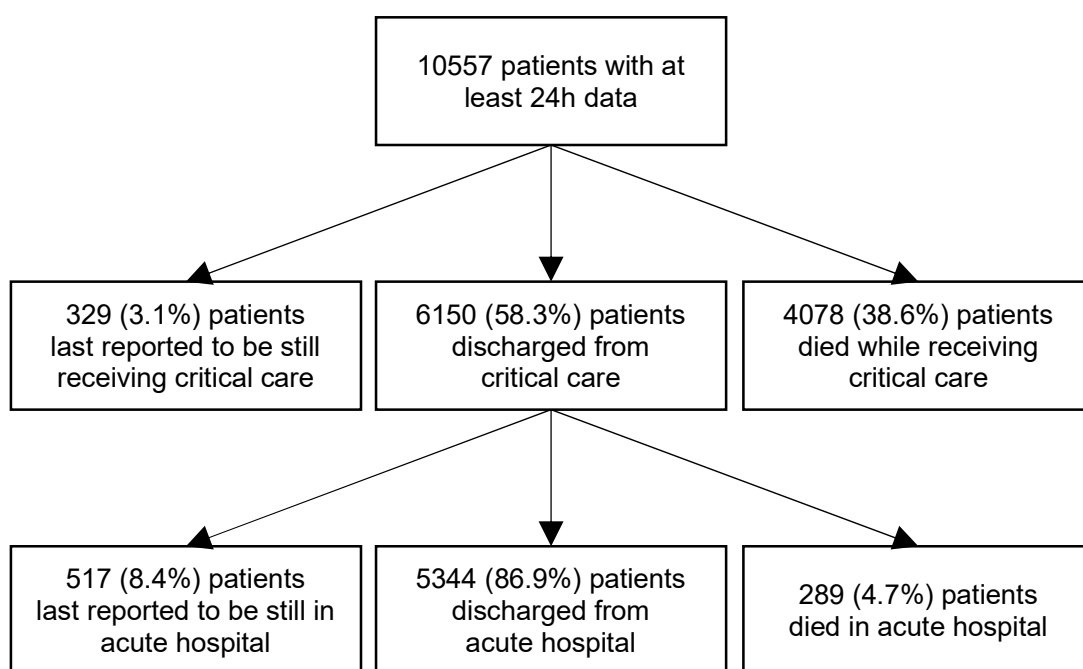 10557 patients with at
least 24h data
329 (3.1%) patients
last reported to be still
receiving critical care
6150 (58.3%) patients
discharged from
critical care
4078 (38.6%) patients
died while receiving
critical care
517 (8.4%) patients
last reported to be still in
acute hospital
5344 (86.9%) patients
discharged from
acute hospital
289 (4.7%) patients
died in acute hospital